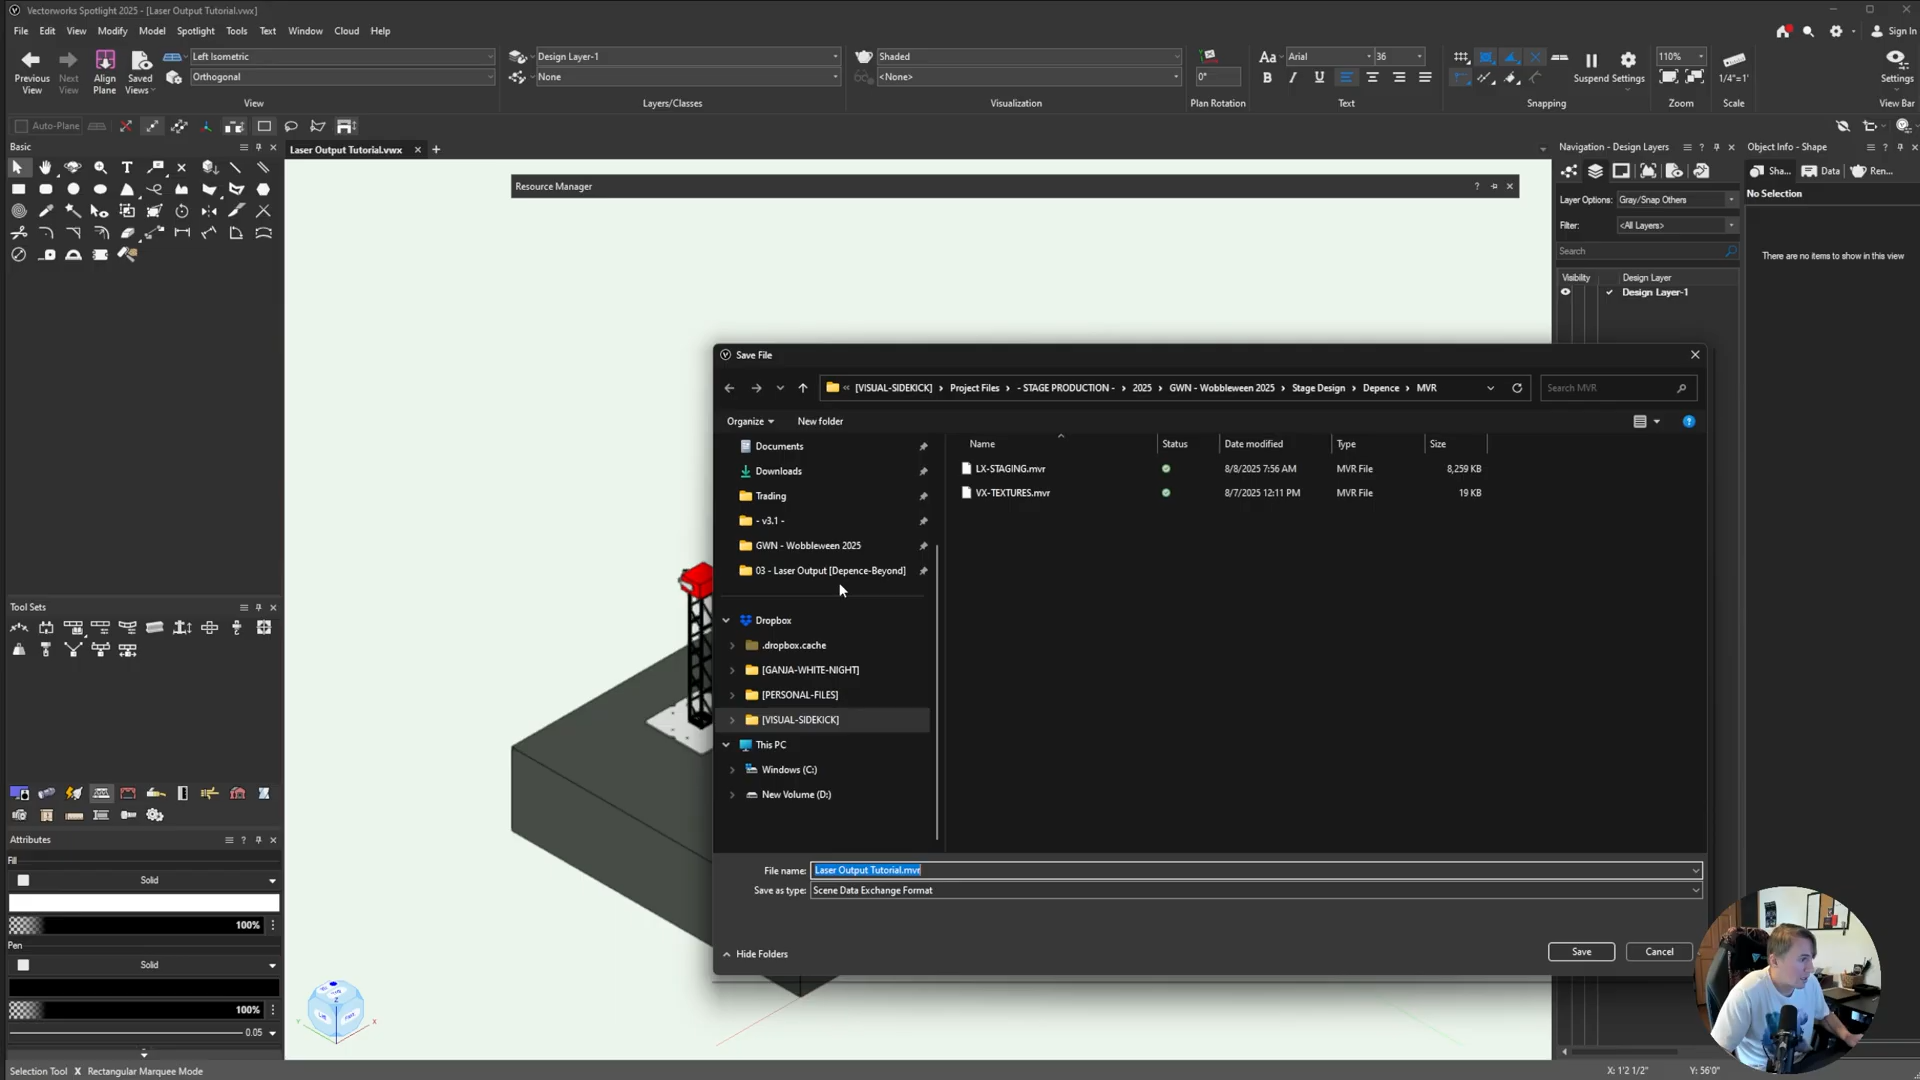 Vectorworks Spotlight 2025 - [Laser Output Tutorial.vwx]
File Edit View Modify Model Spotlight Tools Text Window Cloud Help
Sign In
Previous View
Next View
Align Plane
Saved Views
Left Isometric
Orthogonal
View
Design Layer-1
None
Layers/Classes
Shaded
<None>
Visualization
0°
Plan Rotation
Aa Arial 36
B I U
Text
Suspend Settings
Snapping
110%
Zoom
1/4"=1'
Scale
Settings
View Bar
Auto-Plane
Basic
Laser Output Tutorial.vwx
Resource Manager
Navigation - Design Layers
Layer Options: Gray/Snap Others
Filter: <All Layers>
Search
Visibility Design Layer
Design Layer-1
Object Info - Shape
Sha... Data Ren...
No Selection
There are no items to show in this view
Tool Sets
Attributes
Fill
Solid
100%
Pen
Solid
100%
0.05
Save File
« [VISUAL-SIDEKICK] › Project Files › - STAGE PRODUCTION - › 2025 › GWN - Wobbleween 2025 › Stage Design › Depence › MVR
Search MVR
Organize New folder
Documents
Downloads
Trading
- v3.1 -
GWN - Wobbleween 2025
03 - Laser Output [Depence-Beyond]
Dropbox
.dropbox.cache
[GANJA-WHITE-NIGHT]
[PERSONAL-FILES]
[VISUAL-SIDEKICK]
This PC
Windows (C:)
New Volume (D:)
Name Status Date modified Type Size
LX-STAGING.mvr 8/8/2025 7:56 AM MVR File 8,259 KB
VX-TEXTURES.mvr 8/7/2025 12:11 PM MVR File 19 KB
File name: Laser Output Tutorial.mvr
Save as type: Scene Data Exchange Format
Hide Folders
Save Cancel
Selection Tool X Rectangular Marquee Mode
X: 1'2 1/2" Y: 56'0"